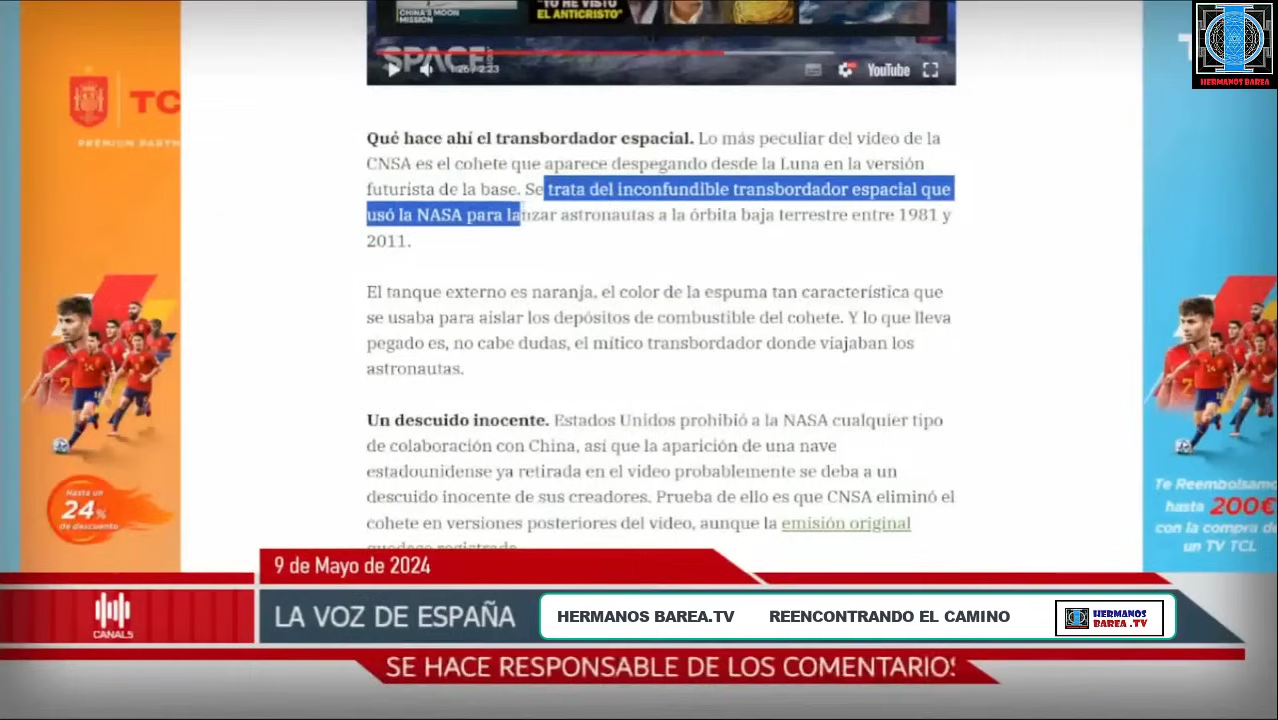 CHINA'S MOON
MISSION
"YO HE VISTO
EL ANTICRISTO"
SPACE
1:26 / 2:23
YouTube
HERMANOS BAREA
TC
PREMIUM PARTN
Qué hace ahí el transbordador espacial. Lo más peculiar del video de la
CNSA es el cohete que aparece despegando desde la Luna en la versión
futurista de la base. Se trata del inconfundible transbordador espacial que
usó la NASA para lanzar astronautas a la órbita baja terrestre entre 1981 y
2011.
El tanque externo es naranja, el color de la espuma tan característica que
se usaba para aislar los depósitos de combustible del cohete. Y lo que lleva
pegado es, no cabe dudas, el mítico transbordador donde viajaban los
astronautas.
Un descuido inocente. Estados Unidos prohibió a la NASA cualquier tipo
de colaboración con China, así que la aparición de una nave
estadounidense ya retirada en el video probablemente se deba a un
descuido inocente de sus creadores. Prueba de ello es que CNSA eliminó el
cohete en versiones posteriores del video, aunque la emisión original
quedase registrada
Hasta un
24%
de descuento
Te Reembolsamo
hasta 200€
con la compra de
un TV TCL
9 de Mayo de 2024
CANAL5
LA VOZ DE ESPAÑA
HERMANOS BAREA.TV REENCONTRANDO EL CAMINO
HERMANOS
BAREA .TV
SE HACE RESPONSABLE DE LOS COMENTARIO